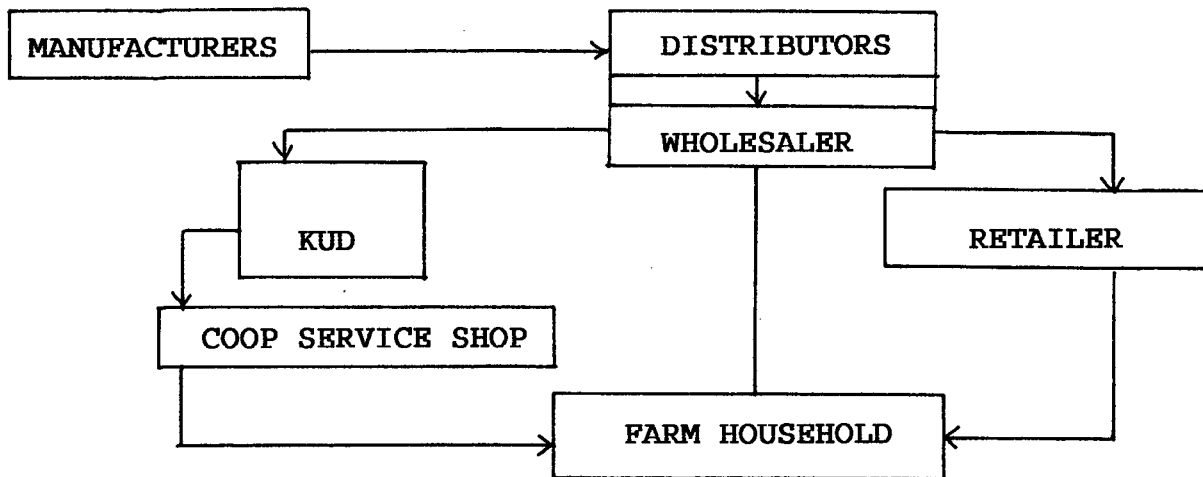 MANUFACTURERS
DISTRIBUTORS
WHOLESALER
KUD
RETAILER
COOP SERVICE SHOP
FARM HOUSEHOLD